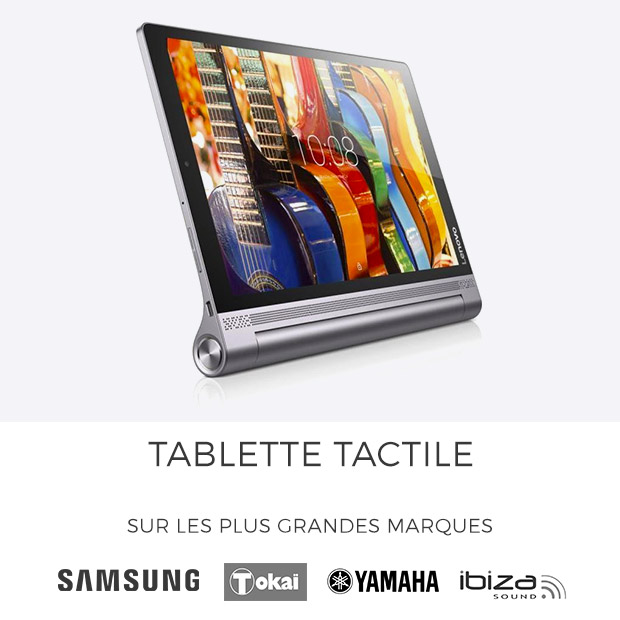 10:08
Lenovo
TABLETTE TACTILE
SUR LES PLUS GRANDES MARQUES
SAMSUNG Tokai YAMAHA ibiza
SOUND